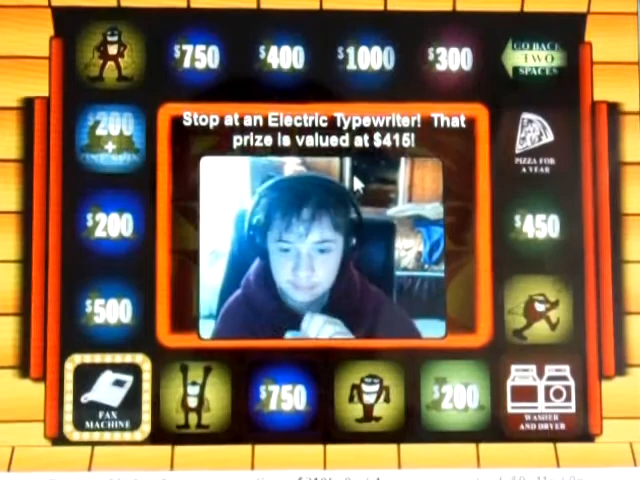 $750 $400 $1000 $300
GO BACK
TWO
SPACES
Stop at an Electric Typewriter! That
prize is valued at $415!
$200
+
ONE SPIN
PIZZA FOR
A YEAR
$200
$450
$500
FAX
MACHINE
$750
$200
WASHER
AND DRYER